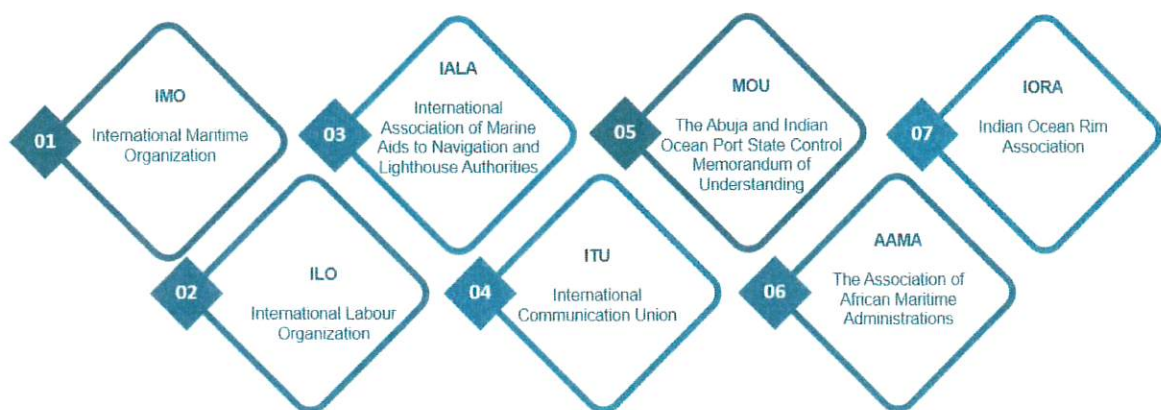 01
IMO
International Maritime
Organization
02
ILO
International Labour
Organization
03
IALA
International
Association of Marine
Aids to Navigation and
Lighthouse Authorities
04
ITU
International
Communication Union
05
MOU
The Abuja and Indian
Ocean Port State Control
Memorandum of
Understanding
06
AAMA
The Association of
African Maritime
Administrations
07
IORA
Indian Ocean Rim
Association